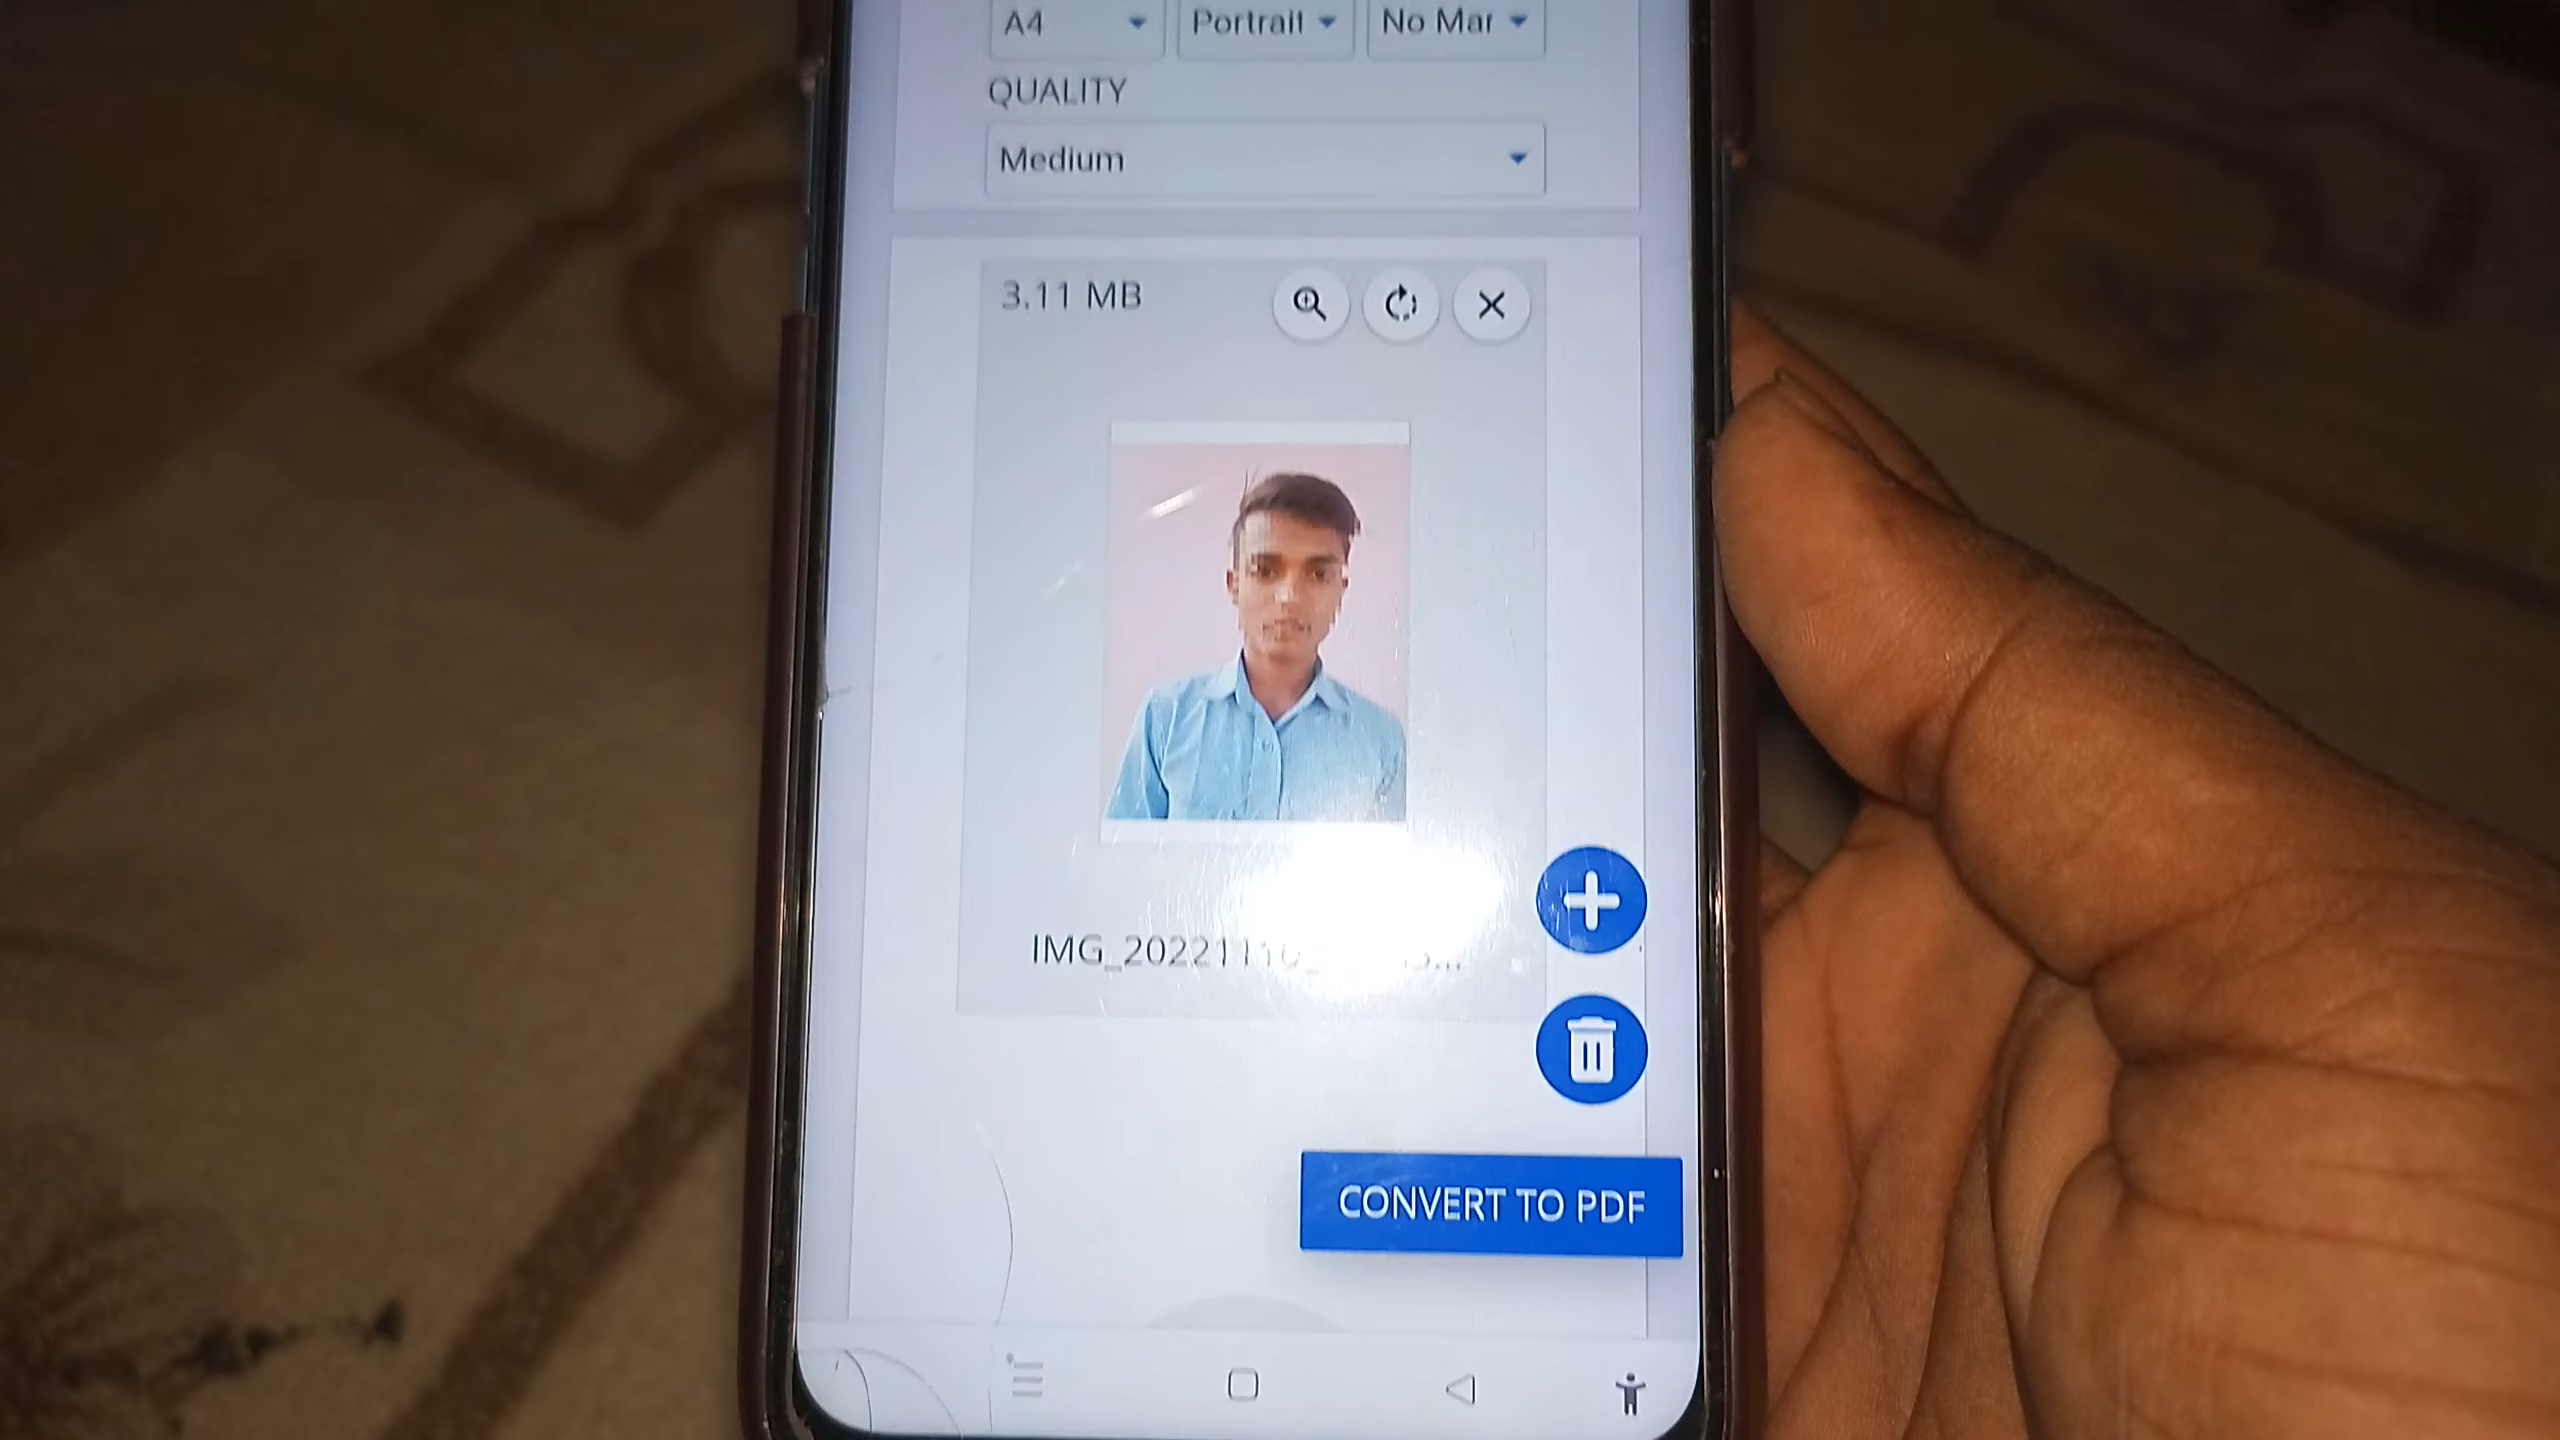 A4 Portrait No Mar
QUALITY
Medium
3.11 MB
CONVERT TO PDF